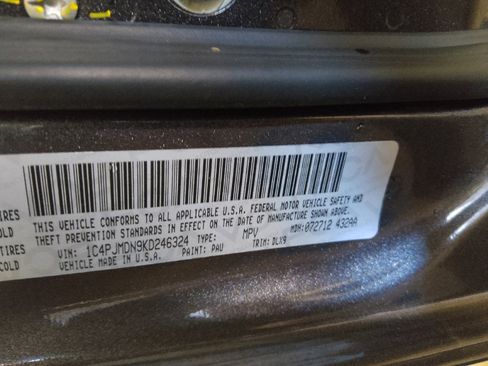 TIRES
COLD
TIRES
COLD
THIS VEHICLE CONFORMS TO ALL APPLICABLE U.S.A. FEDERAL MOTOR VEHICLE SAFETY AND
THEFT PREVENTION STANDARDS IN EFFECT ON THE DATE OF MANUFACTURE SHOWN ABOVE.
VIN: 1C4PJMDN9KD246324 TYPE: MPV MDH: 072712 432AA
VEHICLE MADE IN U.S.A. PAINT: PAU TRIM: DLX9